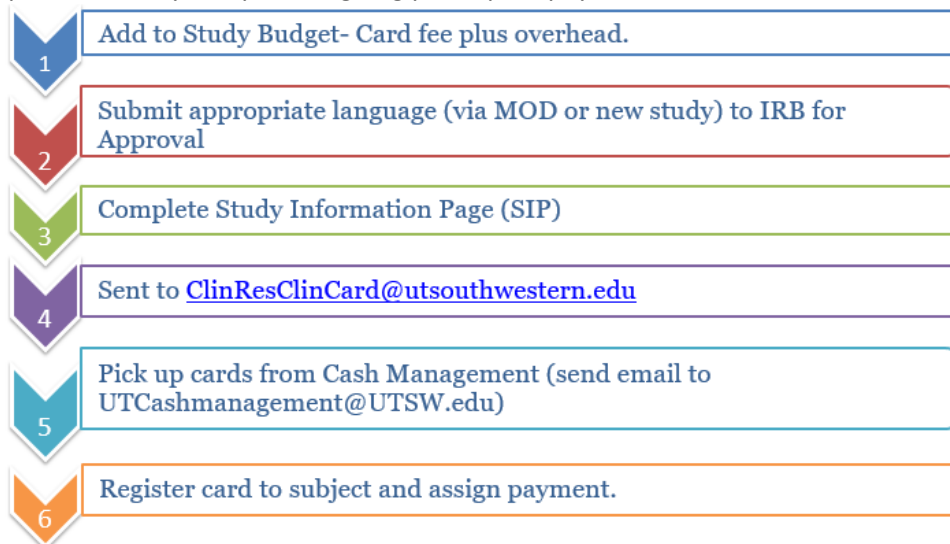 Add to Study Budget- Card fee plus overhead.
1
Submit appropriate language (via MOD or new study) to IRB for
Approval
2
Complete Study Information Page (SIP)
3
Sent to ClinResClinCard@utsouthwestern.edu
4
Pick up cards from Cash Management (send email to
UTCashmanagement@UTSW.edu)
5
Register card to subject and assign payment.
6